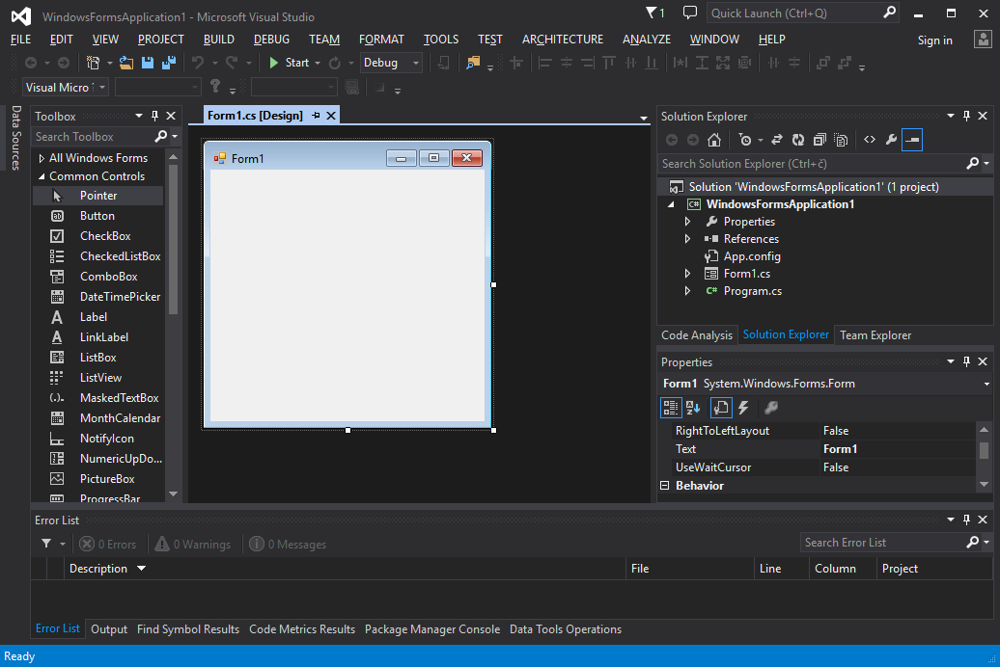 WindowsFormsApplication1 - Microsoft Visual Studio
1
Quick Launch (Ctrl+Q)
FILE EDIT VIEW PROJECT BUILD DEBUG TEAM FORMAT TOOLS TEST ARCHITECTURE ANALYZE WINDOW HELP
Sign in
Start
Debug
Visual Micro
Data Sources
Toolbox
Search Toolbox
All Windows Forms
Common Controls
Pointer
Button
CheckBox
CheckedListBox
ComboBox
DateTimePicker
Label
LinkLabel
ListBox
ListView
MaskedTextBox
MonthCalendar
NotifyIcon
NumericUpDo...
PictureBox
ProgressBar
Form1.cs [Design]
Form1
Solution Explorer
Search Solution Explorer (Ctrl+č)
Solution 'WindowsFormsApplication1' (1 project)
WindowsFormsApplication1
Properties
References
App.config
Form1.cs
Program.cs
Code Analysis Solution Explorer Team Explorer
Properties
Form1 System.Windows.Forms.Form
RightToLeftLayout False
Text Form1
UseWaitCursor False
Behavior
Error List
0 Errors 0 Warnings 0 Messages
Search Error List
Description File Line Column Project
Error List Output Find Symbol Results Code Metrics Results Package Manager Console Data Tools Operations
Ready